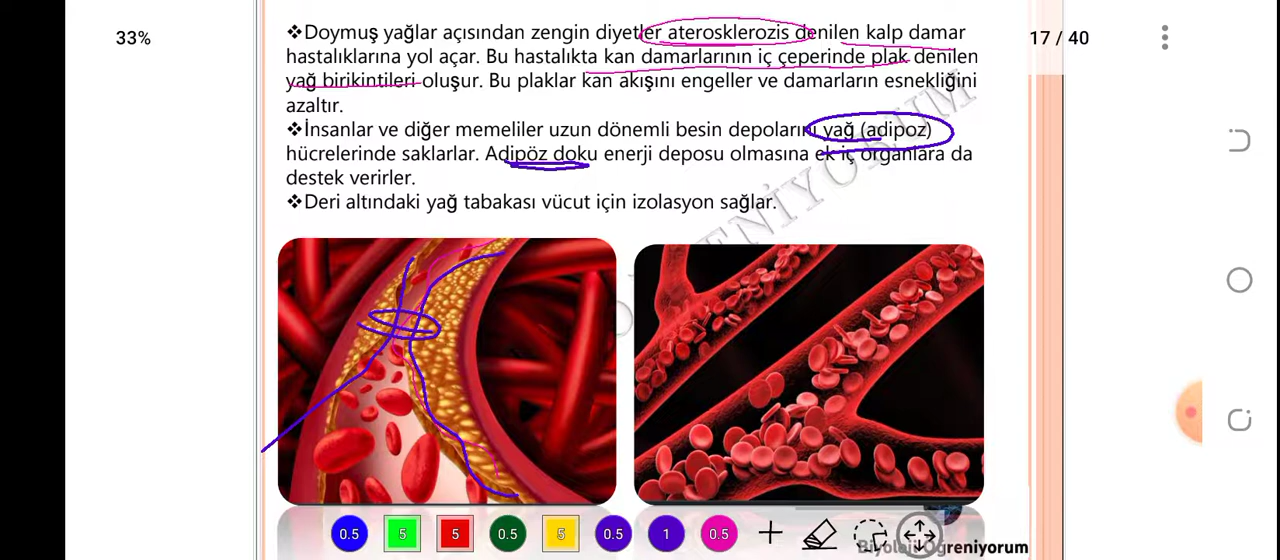 33%
17 / 40
❖Doymuş yağlar açısından zengin diyetler aterosklerozis denilen kalp damar
hastalıklarına yol açar. Bu hastalıkta kan damarlarının iç çeperinde plak denilen
yağ birikintileri oluşur. Bu plaklar kan akışını engeller ve damarların esnekliğini
azaltır.
❖İnsanlar ve diğer memeliler uzun dönemli besin depolarını yağ (adipoz)
hücrelerinde saklarlar. Adipöz doku enerji deposu olmasına ek iç organlara da
destek verirler.
❖Deri altındaki yağ tabakası vücut için izolasyon sağlar.
0.5 5 5 0.5 5 0.5 1 0.5
Biyoloji Öğreniyorum